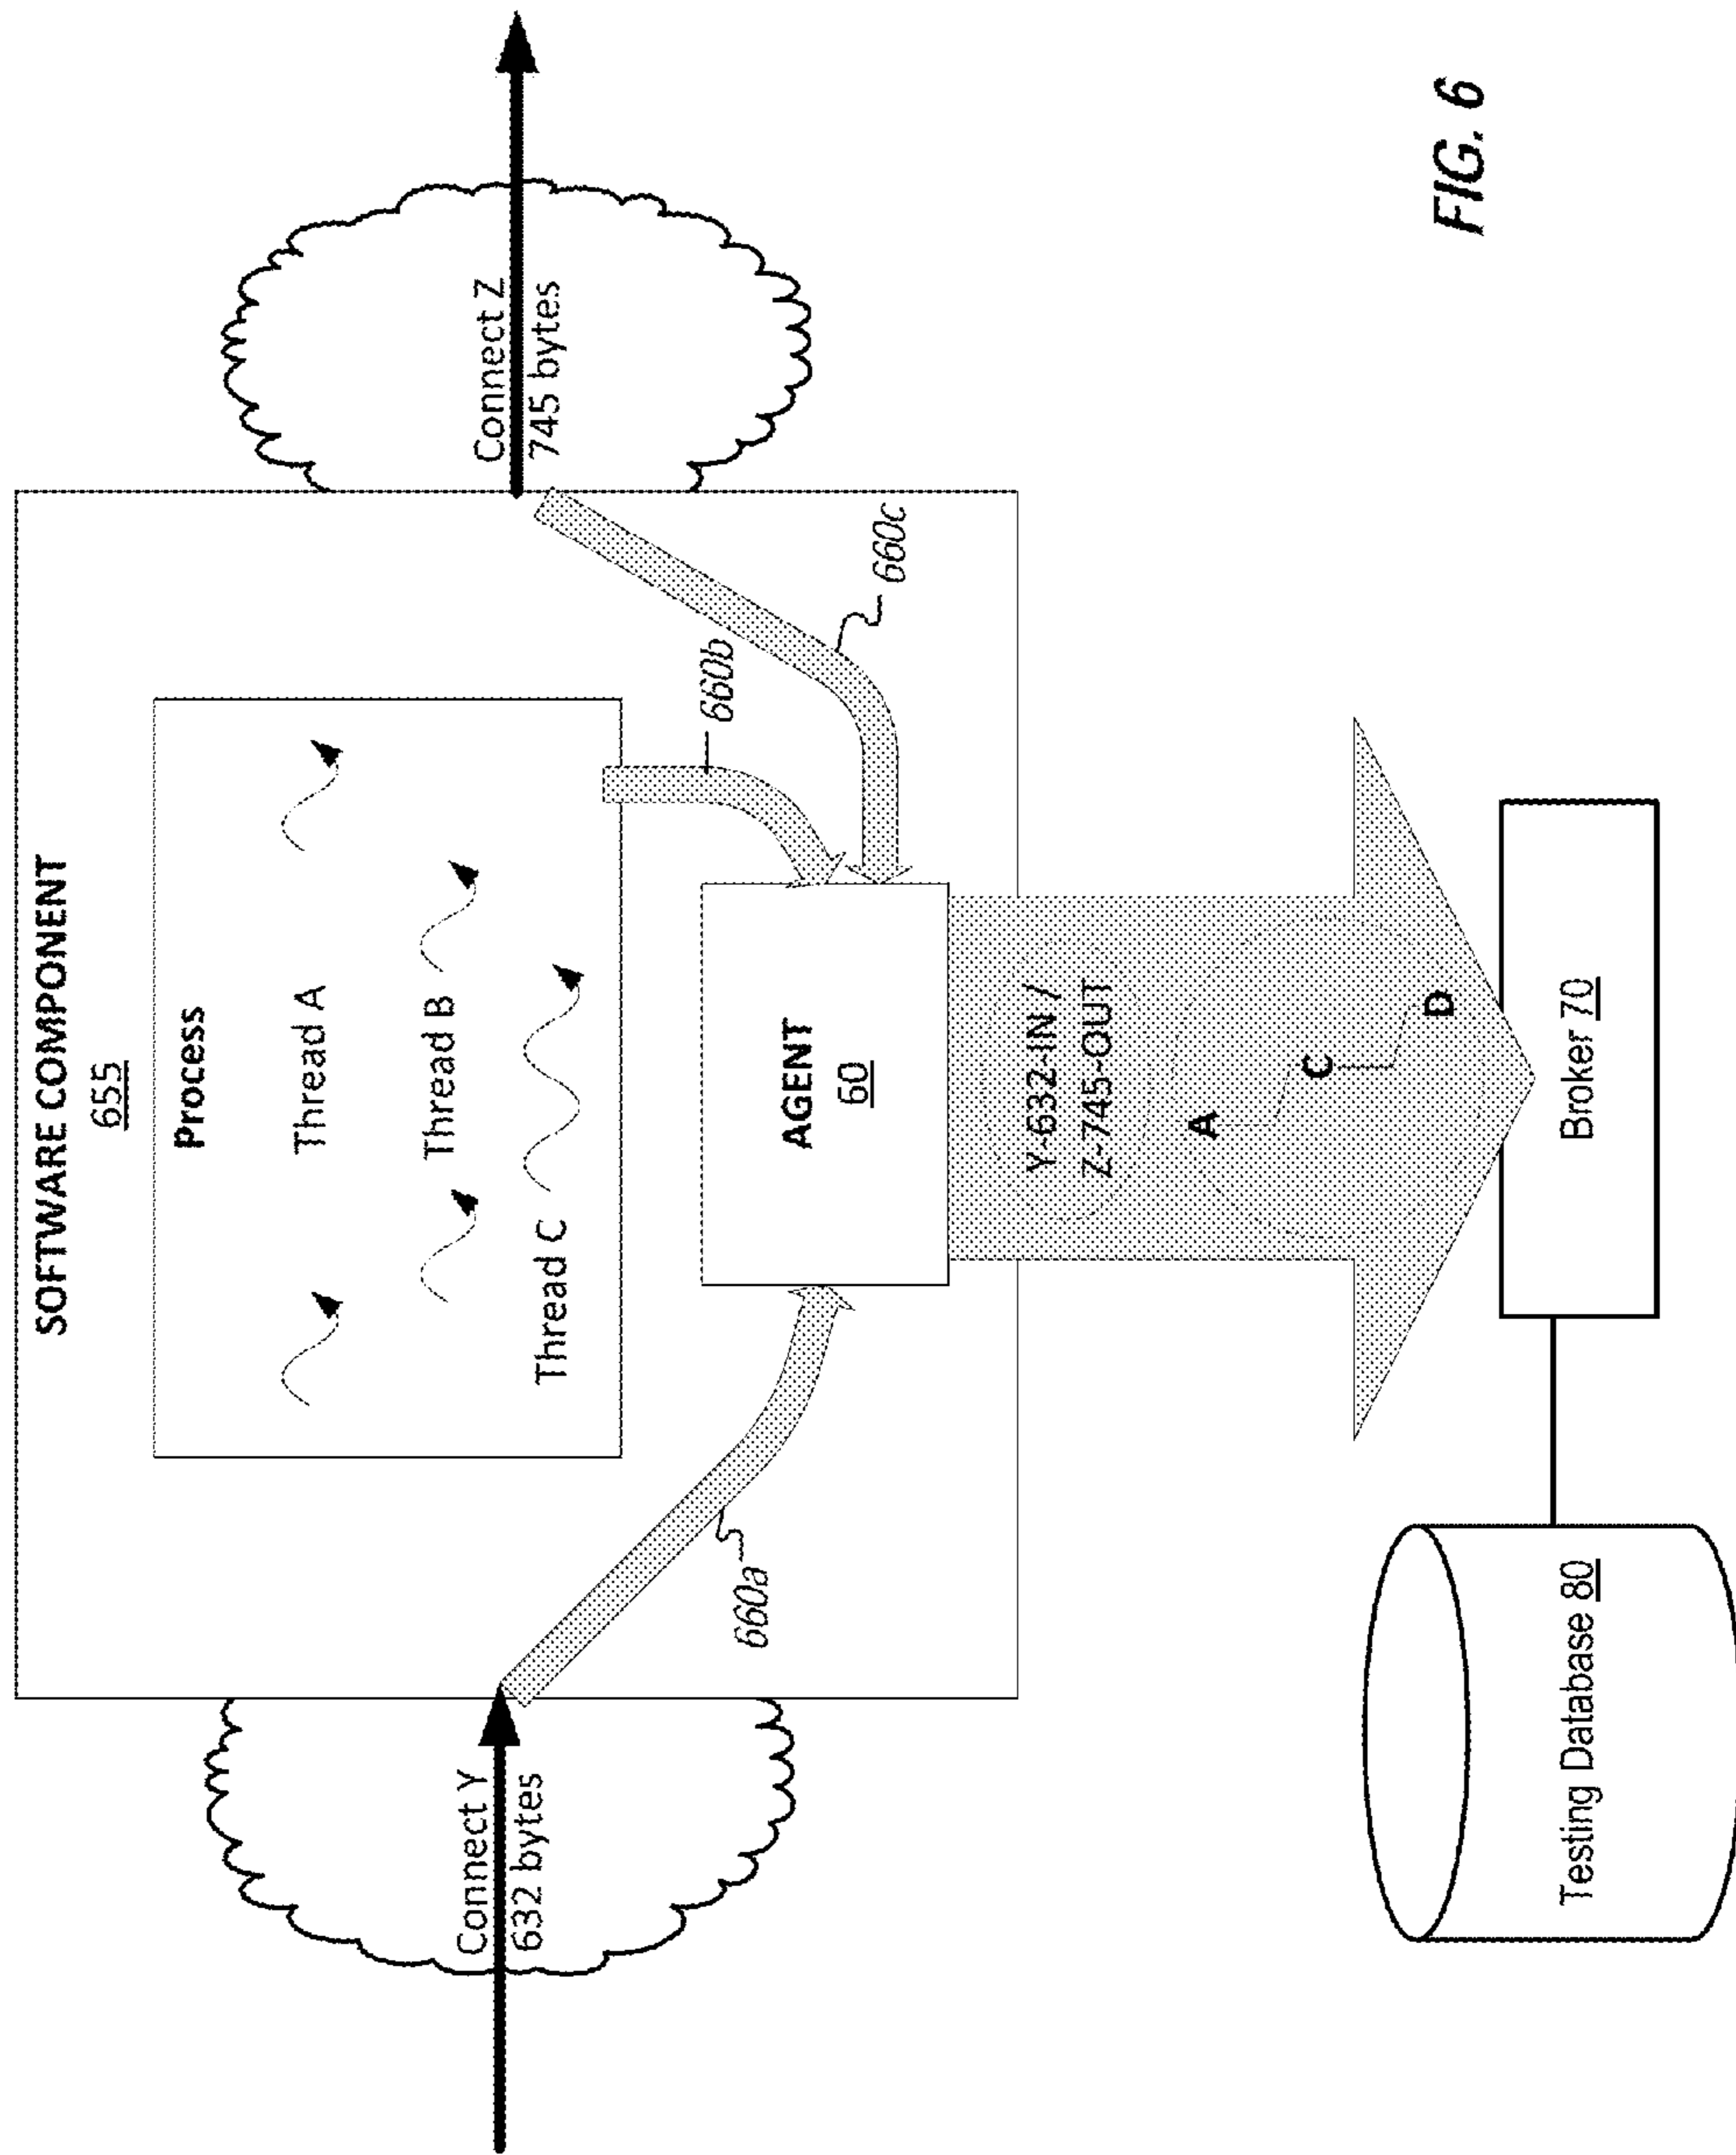 SOFTWARE COMPONENT
655
Process
Thread A
Thread B
Thread C
Connect Y
632 bytes
Connect Z
745 bytes
660a
660b
660c
AGENT
60
Y-632-IN /
Z-745-OUT
A
C
D
Testing Database 80
Broker 70
FIG. 6